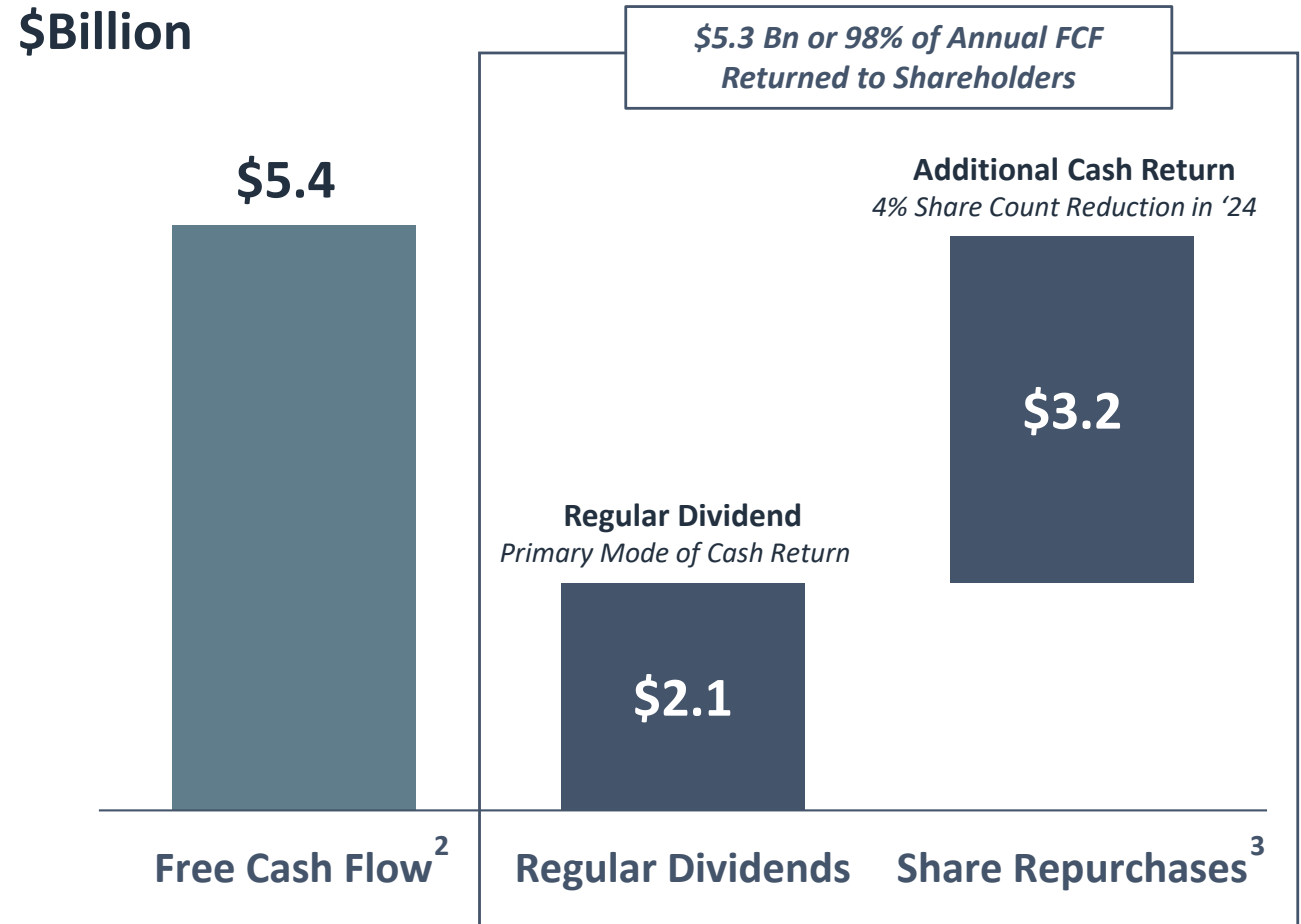 $Billion
$5.3 Bn or 98% of Annual FCF
Returned to Shareholders
$5.4
Additional Cash Return
4% Share Count Reduction in ‘24
$3.2
Regular Dividend
Primary Mode of Cash Return
$2.1
Free Cash Flow2
Regular Dividends
Share Repurchases3